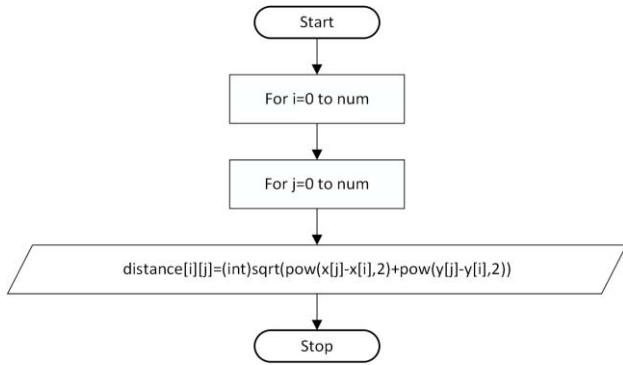 Start
For i=0 to num
For j=0 to num
distance[i][j]=(int)sqrt(pow(x[j]-x[i],2)+pow(y[j]-y[i],2))
Stop